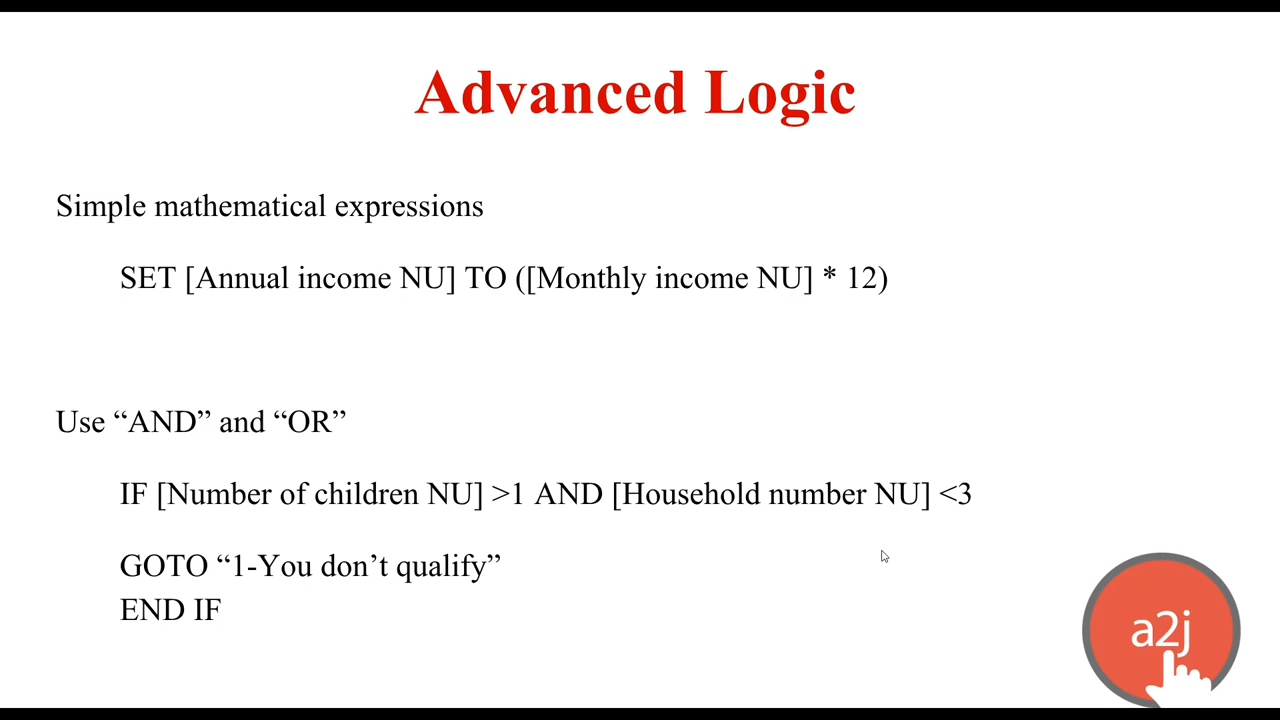 Advanced Logic
Simple mathematical expressions
SET [Annual income NU] TO ([Monthly income NU] * 12)
Use “AND” and “OR”
IF [Number of children NU] >1 AND [Household number NU] <3
GOTO “1-You don’t qualify”
END IF
a2j